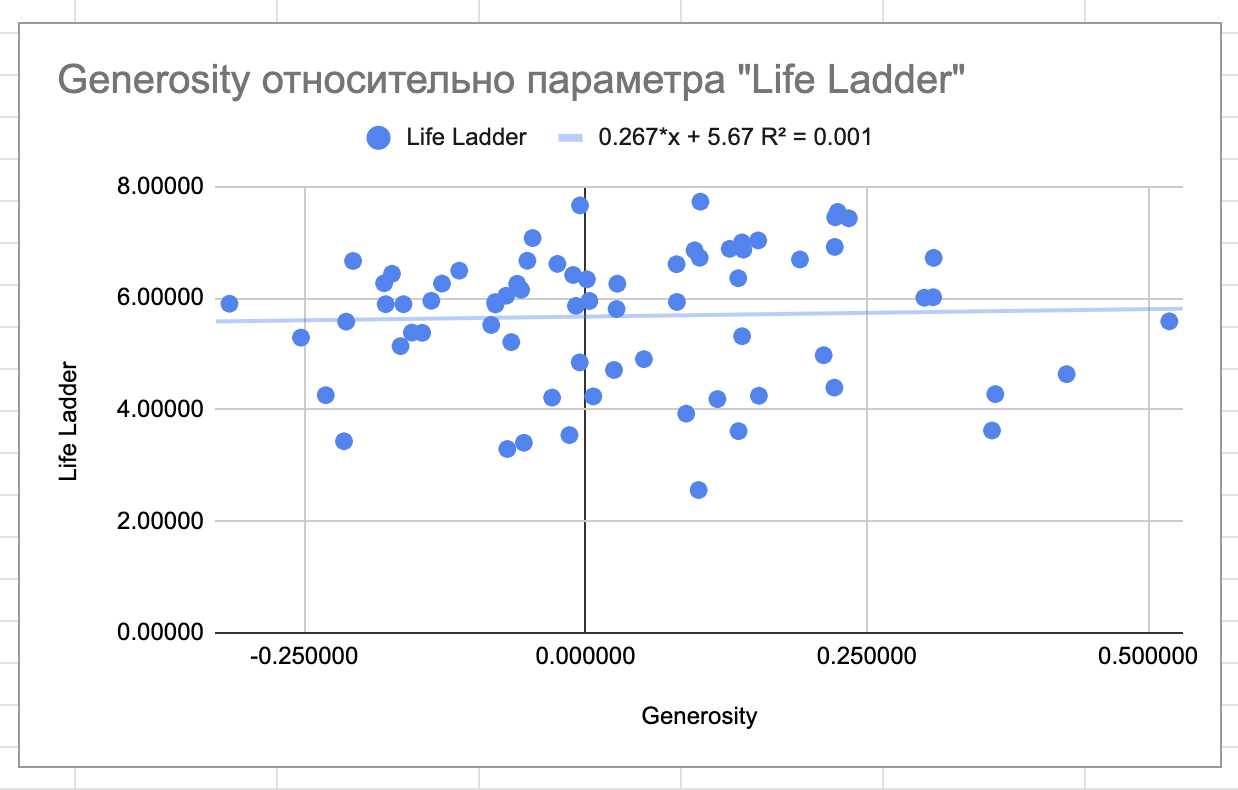 Generosity относительно параметра "Life Ladder"
Life Ladder 0.267*x + 5.67 R² = 0.001
8.00000
6.00000
4.00000
2.00000
0.00000
Life Ladder
-0.250000 0.000000 0.250000 0.500000
Generosity